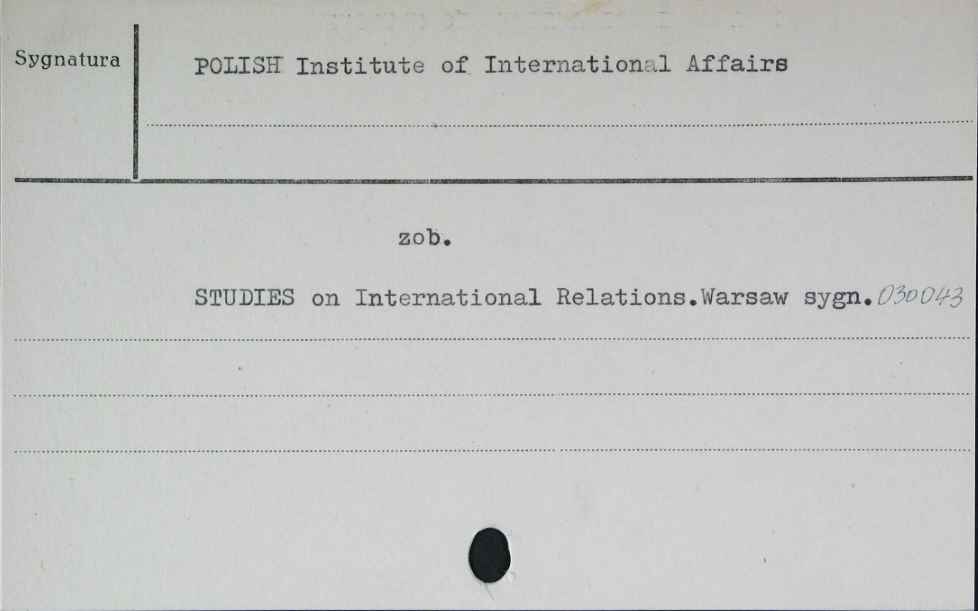 Sygnatura
POLISH Institute of International Affairs
zob.
STUDIES on International Relations.Warsaw sygn.030043